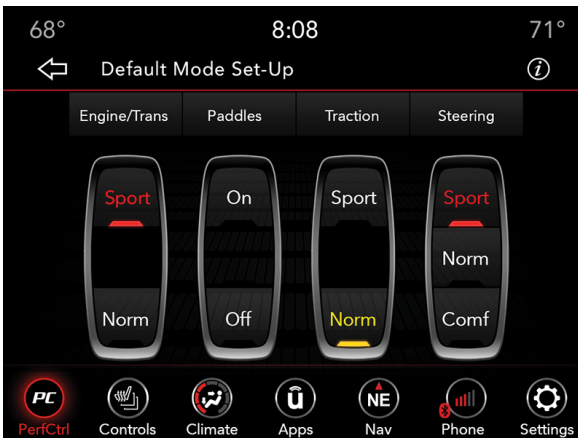 68° 8:08 71°
Default Mode Set-Up i
Engine/Trans Paddles Traction Steering
Sport On Sport Sport
Norm
Norm Off Norm Comf
PC û NE
PerfCtrl Controls Climate Apps Nav Phone Settings